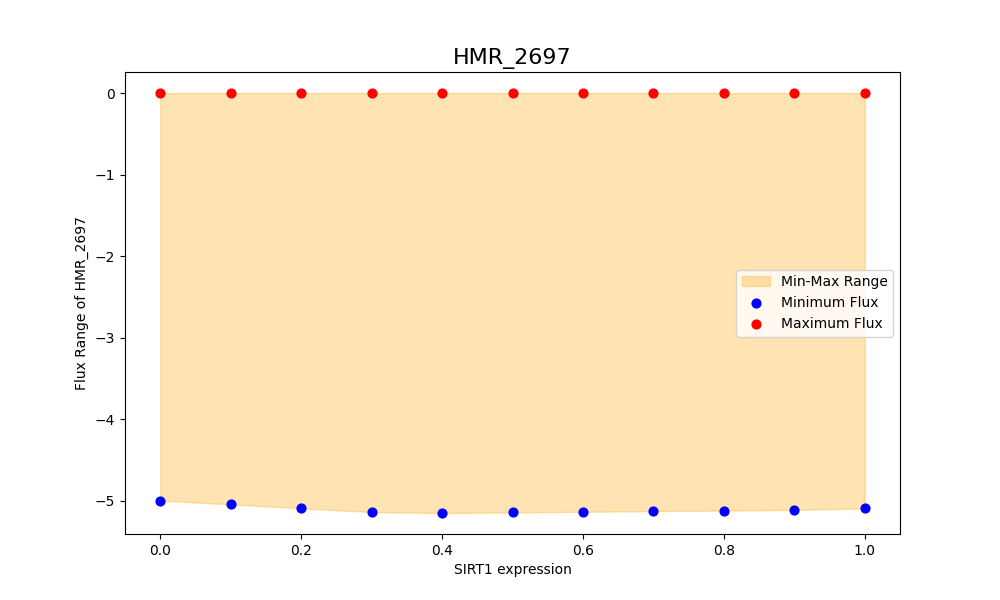 HMR_2697
Flux Range of HMR_2697
0
−1
−2
−3
−4
−5
Min-Max Range
Minimum Flux
Maximum Flux
0.0 0.2 0.4 0.6 0.8 1.0
SIRT1 expression